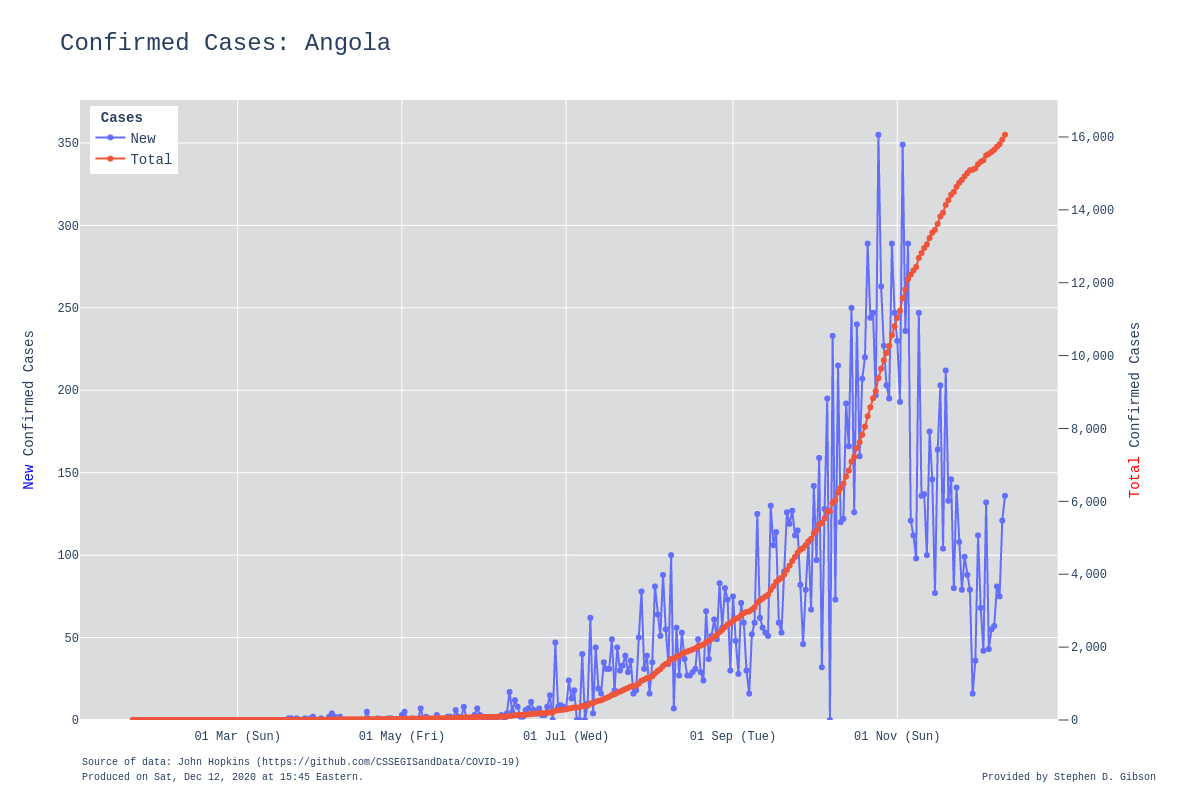 Confirmed Cases: Angola
Cases
New
Total
350
300
250
200
150
100
50
0
16,000
14,000
12,000
10,000
8,000
6,000
4,000
2,000
0
New Confirmed Cases
Total Confirmed Cases
01 Mar (Sun)
01 May (Fri)
01 Jul (Wed)
01 Sep (Tue)
01 Nov (Sun)
Source of data: John Hopkins (https://github.com/CSSEGISandData/COVID-19)
Produced on Sat, Dec 12, 2020 at 15:45 Eastern.
Provided by Stephen D. Gibson